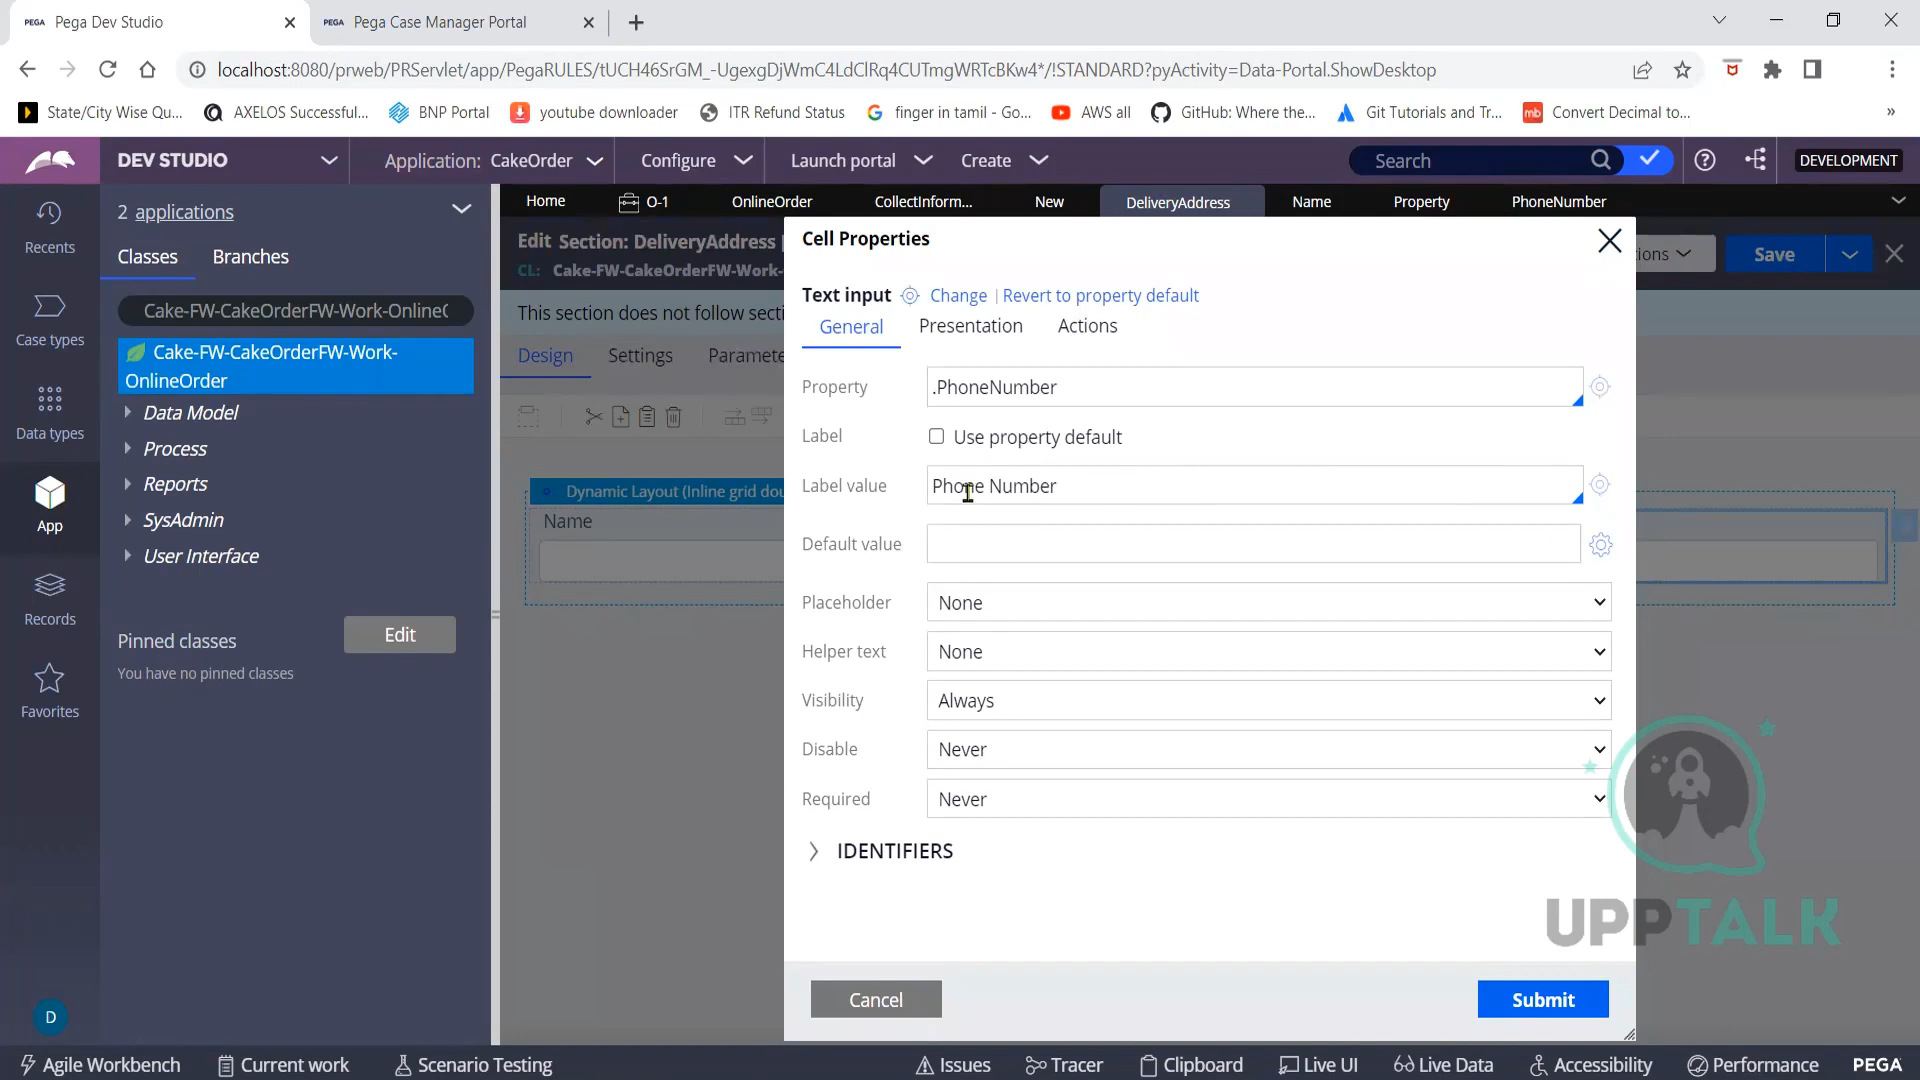 PEGA Pega Dev Studio
PEGA Pega Case Manager Portal
localhost:8080/prweb/PRServlet/app/PegaRULES/tUCH46SrGM_-UgexgDjWmC4LdClRq4CUTmgWRTcBKw4*/!STANDARD?pyActivity=Data-Portal.ShowDesktop
State/City Wise Qu...
AXELOS Successful...
BNP Portal
youtube downloader
ITR Refund Status
finger in tamil - Go...
AWS all
GitHub: Where the...
Git Tutorials and Tr...
mb Convert Decimal to...
»
DEV STUDIO
Application: CakeOrder
Configure
Launch portal
Create
Search
DEVELOPMENT
Recents
Case types
Data types
App
Records
Favorites
D
2 applications
Classes
Branches
Cake-FW-CakeOrderFW-Work-OnlineO
Cake-FW-CakeOrderFW-Work-
OnlineOrder
Data Model
Process
Reports
SysAdmin
User Interface
Pinned classes
Edit
You have no pinned classes
Home
O-1
OnlineOrder
CollectInform...
New
DeliveryAddress
Name
Property
PhoneNumber
Edit Section: DeliveryAddress
CL: Cake-FW-CakeOrderFW-Work-
ions
Save
This section does not follow secti
Design
Settings
Paramete
Dynamic Layout (Inline grid dou
Name
Cell Properties
Text input
Change | Revert to property default
General
Presentation
Actions
Property
.PhoneNumber
Label
Use property default
Label value
Phone Number
Default value
Placeholder
None
Helper text
None
Visibility
Always
Disable
Never
Required
Never
IDENTIFIERS
Cancel
Submit
UPPTALK
Agile Workbench
Current work
Scenario Testing
Issues
Tracer
Clipboard
Live UI
Live Data
Accessibility
Performance
PEGA